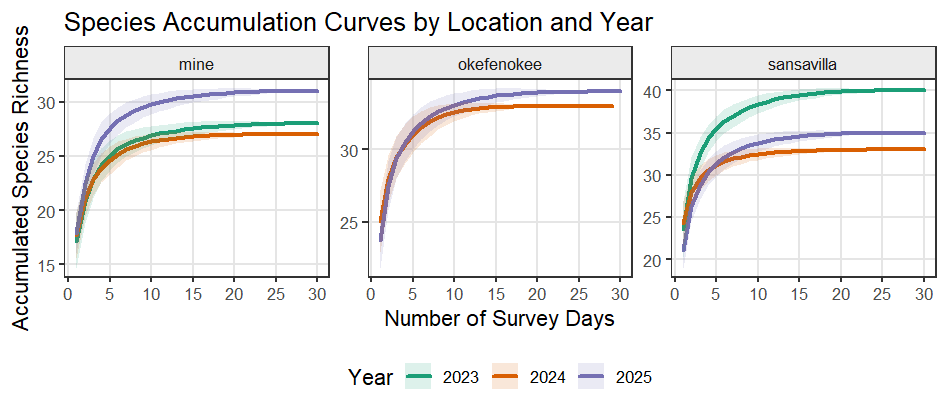 Species Accumulation Curves by Location and Year
Accumulated Species Richness
mine
okefenokee
sansavilla
30
25
20
15
30
25
40
35
30
25
20
0 5 10 15 20 25 30
0 5 10 15 20 25 30
0 5 10 15 20 25 30
Number of Survey Days
Year 2023 2024 2025